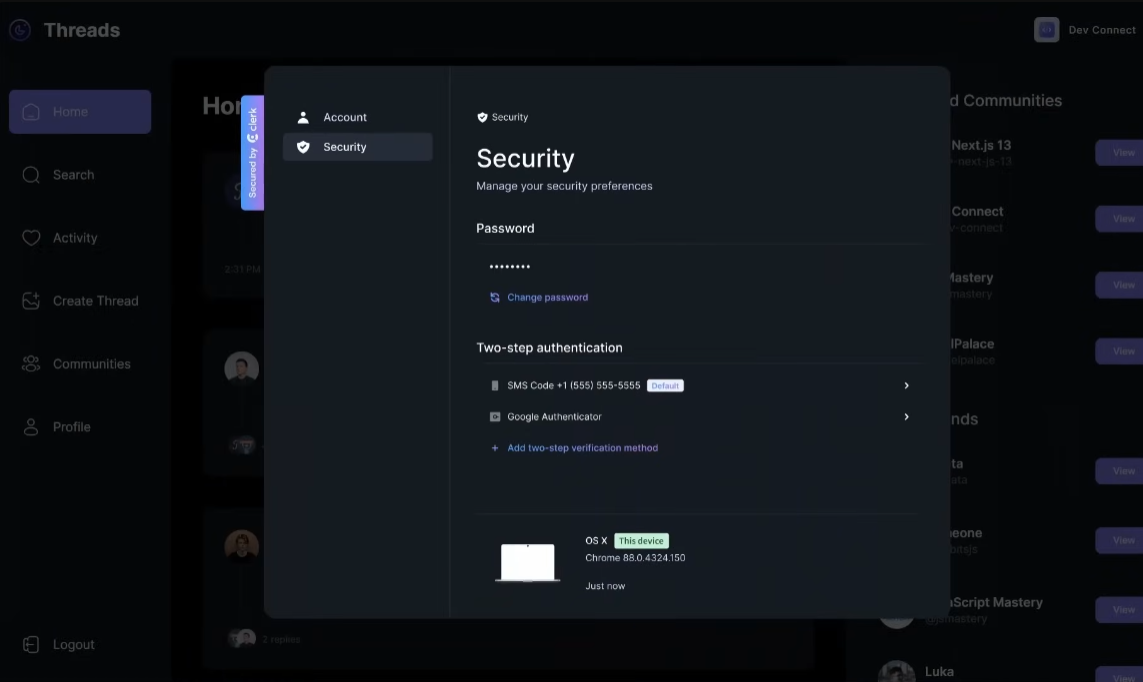 Threads
Dev Connect
Home
Search
Activity
Create Thread
Communities
Profile
Logout
Hor
2:31 PM
2 replies
Secured by clerk
Account
Security
Security
Security
Manage your security preferences
Password
••••••••
Change password
Two-step authentication
SMS Code +1 (555) 555-5555 Default
Google Authenticator
+ Add two-step verification method
OS X This device
Chrome 88.0.4324.150
Just now
d Communities
Next.js 13
-next-js-13
View
Connect
v-connect
View
Mastery
mastery
View
lPalace
elpalace
View
nds
ta
ata
View
eone
bitsjs
View
aScript Mastery
@jsmastery
View
Luka
View